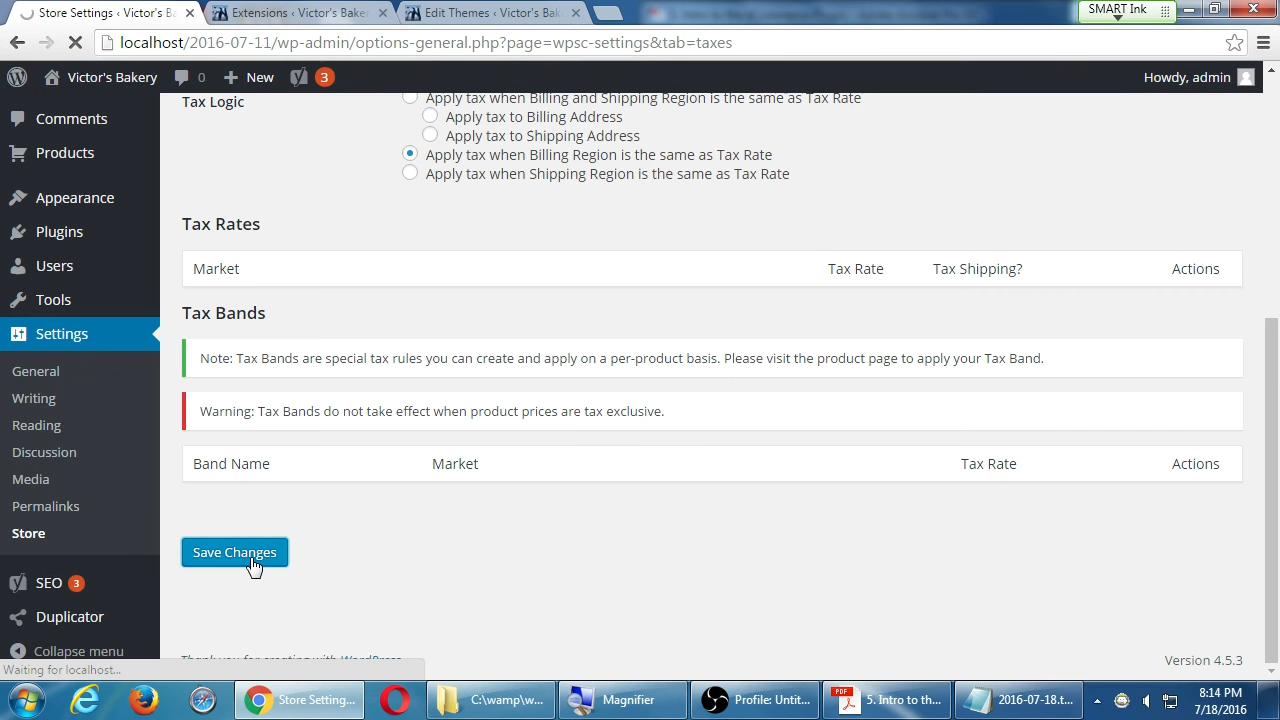 Store Settings ‹ Victor's B
Extensions ‹ Victor's Baker
Edit Themes ‹ Victor's Bak
SMART Ink
localhost/2016-07-11/wp-admin/options-general.php?page=wpsc-settings&tab=taxes
Victor's Bakery
0
New
3
Howdy, admin
Comments
Products
Appearance
Plugins
Users
Tools
Settings
General
Writing
Reading
Discussion
Media
Permalinks
Store
SEO 3
Duplicator
Collapse menu
Tax Logic
Apply tax when Billing and Shipping Region is the same as Tax Rate
Apply tax to Billing Address
Apply tax to Shipping Address
Apply tax when Billing Region is the same as Tax Rate
Apply tax when Shipping Region is the same as Tax Rate
Tax Rates
Market Tax Rate Tax Shipping? Actions
Tax Bands
Note: Tax Bands are special tax rules you can create and apply on a per-product basis. Please visit the product page to apply your Tax Band.
Warning: Tax Bands do not take effect when product prices are tax exclusive.
Band Name Market Tax Rate Actions
Save Changes
Thank you for creating with WordPress
Version 4.5.3
Waiting for localhost...
Store Setting...
C:\wamp\w...
Magnifier
Profile: Untit...
PDF
5. Intro to th...
2016-07-18.t...
8:14 PM
7/18/2016